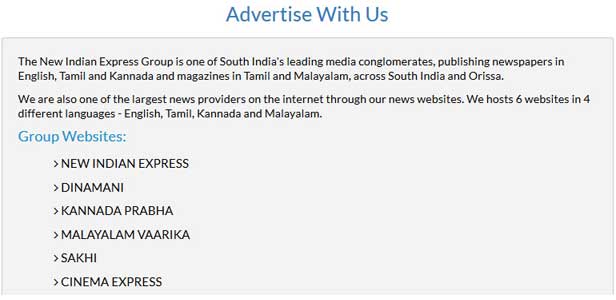 Advertise With Us
The New Indian Express Group is one of South India's leading media conglomerates, publishing newspapers in
English, Tamil and Kannada and magazines in Tamil and Malayalam, across South India and Orissa.
We are also one of the largest news providers on the internet through our news websites. We hosts 6 websites in 4
different languages - English, Tamil, Kannada and Malayalam.
Group Websites:
> NEW INDIAN EXPRESS
> DINAMANI
> KANNADA PRABHA
> MALAYALAM VAARIKA
> SAKHI
> CINEMA EXPRESS